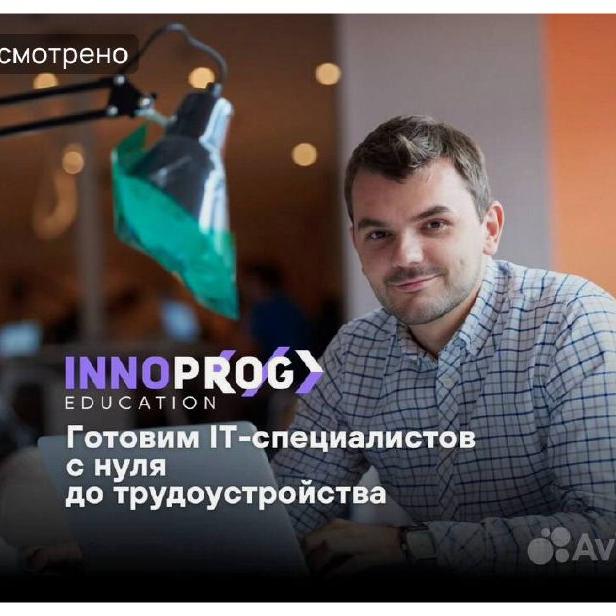 смотрено
INNOPROG
EDUCATION
Готовим IT-специалистов
с нуля
до трудоустройства
Av